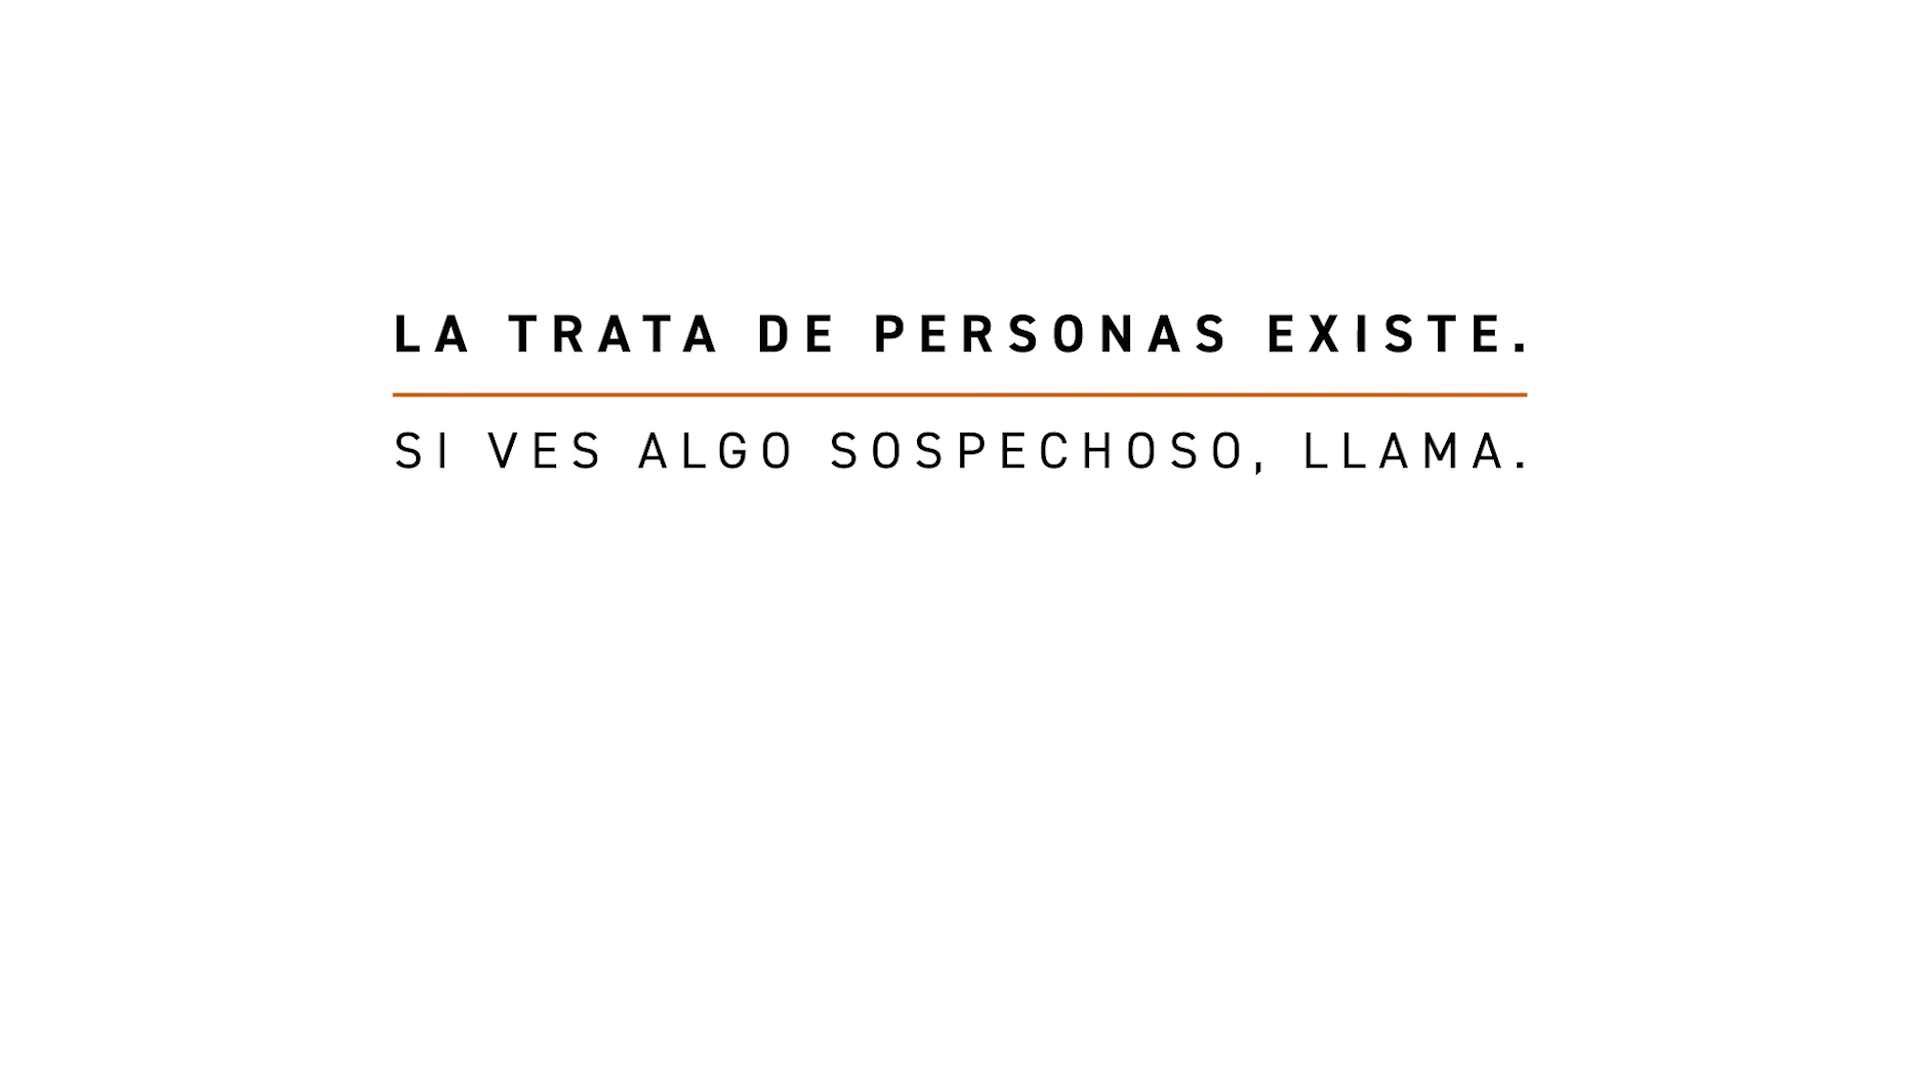 LA TRATA DE PERSONAS EXISTE.
SI VES ALGO SOSPECHOSO, LLAMA.